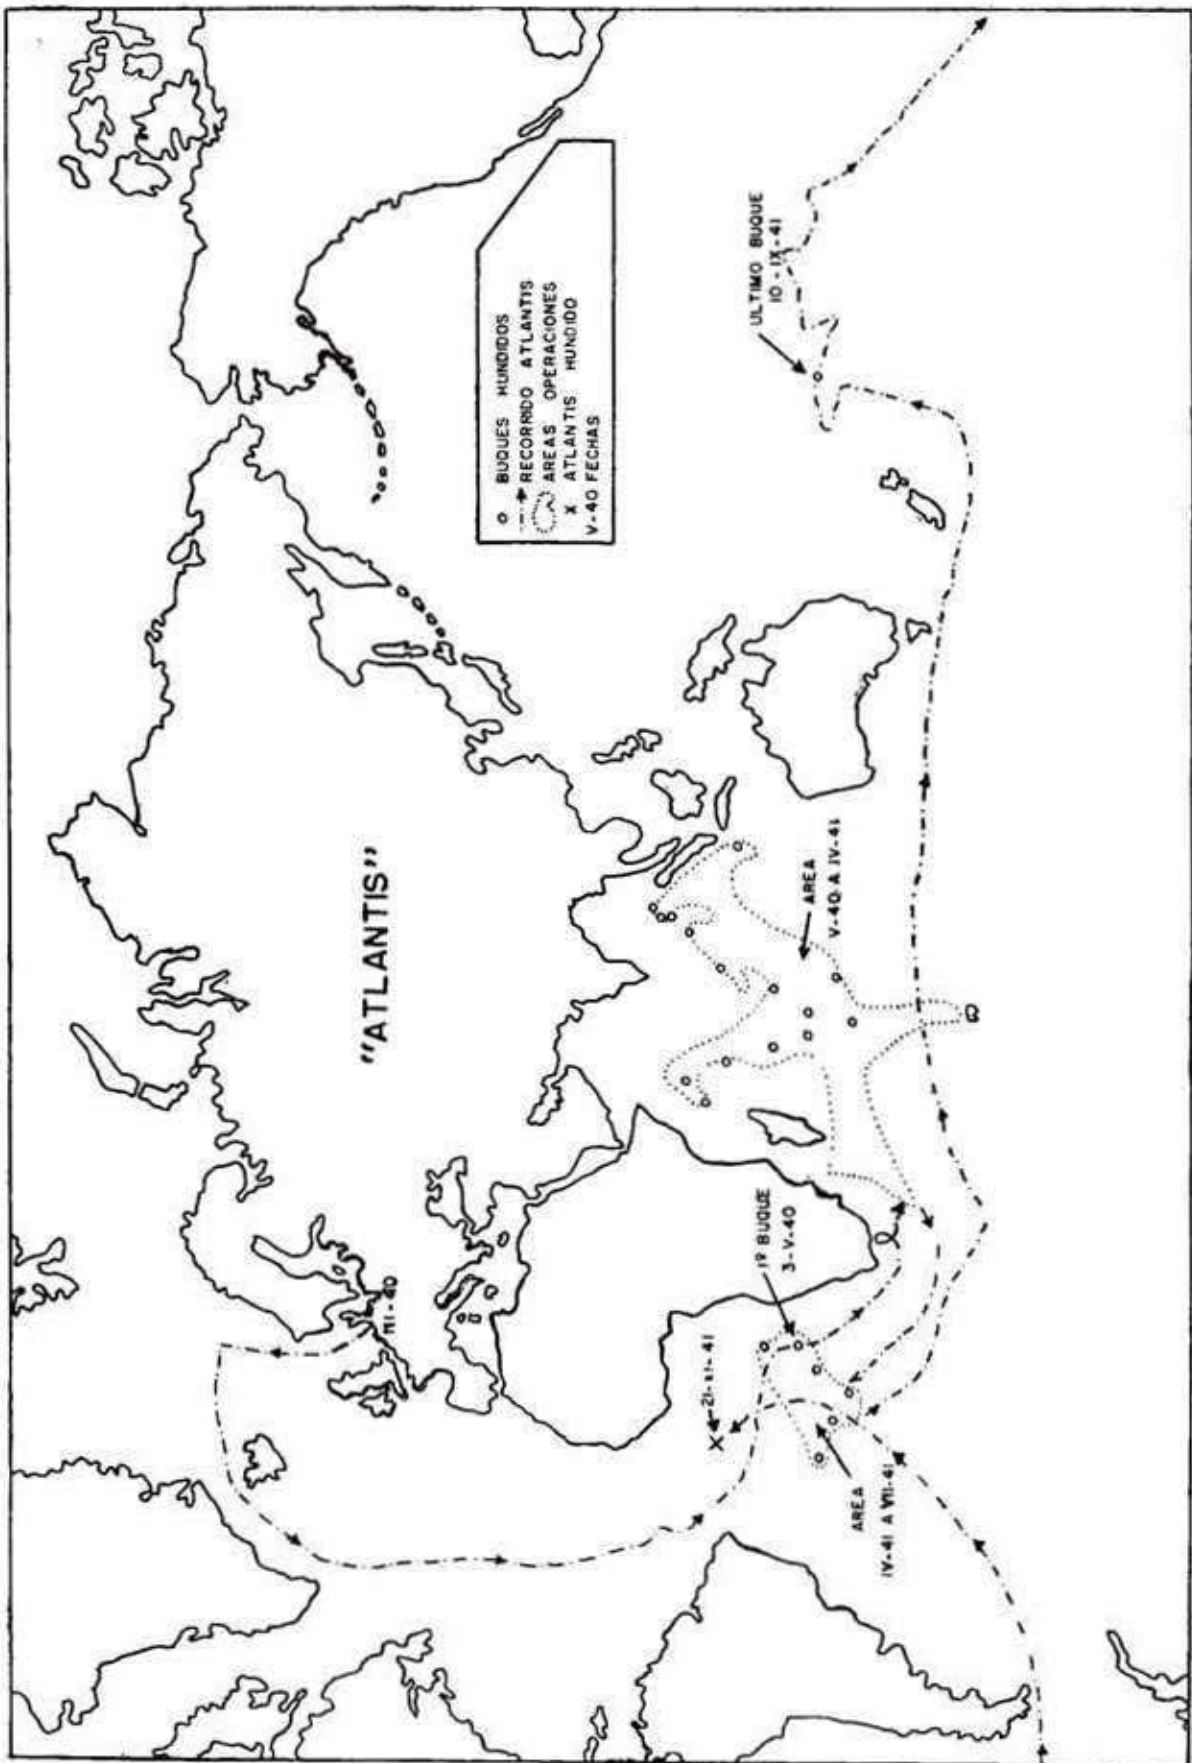 "ATLANTIS"
BUQUES HUNDIDOS
RECORRIDO ATLANTIS
AREAS OPERACIONES
X ATLANTIS HUNDIDO
V-40 FECHAS
ULTIMO BUQUE
10-IX-41
AREA
V-40 A IV-41
1º BUQUE
3-V-40
III-40
X 21-XI-41
AREA
IV-41 A VII-41